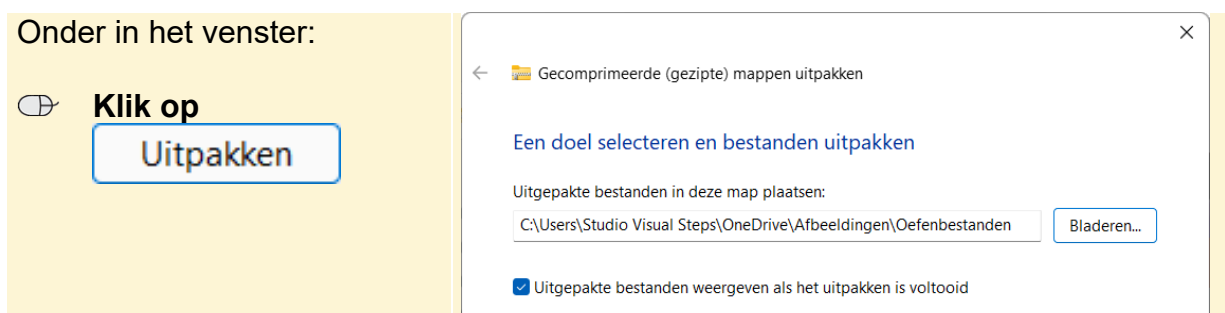 Onder in het venster:
Klik op
Uitpakken
Gecomprimeerde (gezipte) mappen uitpakken
Een doel selecteren en bestanden uitpakken
Uitgepakte bestanden in deze map plaatsen:
C:\Users\Studio Visual Steps\OneDrive\Afbeeldingen\Oefenbestanden
Bladeren...
Uitgepakte bestanden weergeven als het uitpakken is voltooid